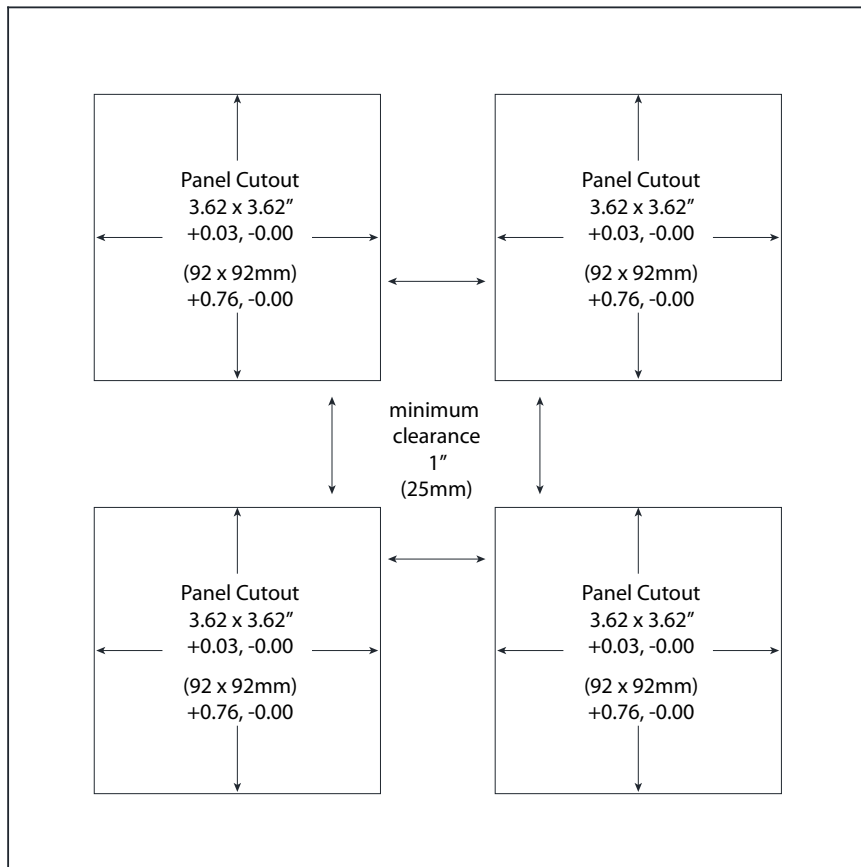 Panel Cutout
3.62 x 3.62"
+0.03, -0.00
(92 x 92mm)
+0.76, -0.00
Panel Cutout
3.62 x 3.62"
+0.03, -0.00
(92 x 92mm)
+0.76, -0.00
minimum
clearance
1"
(25mm)
Panel Cutout
3.62 x 3.62"
+0.03, -0.00
(92 x 92mm)
+0.76, -0.00
Panel Cutout
3.62 x 3.62"
+0.03, -0.00
(92 x 92mm)
+0.76, -0.00